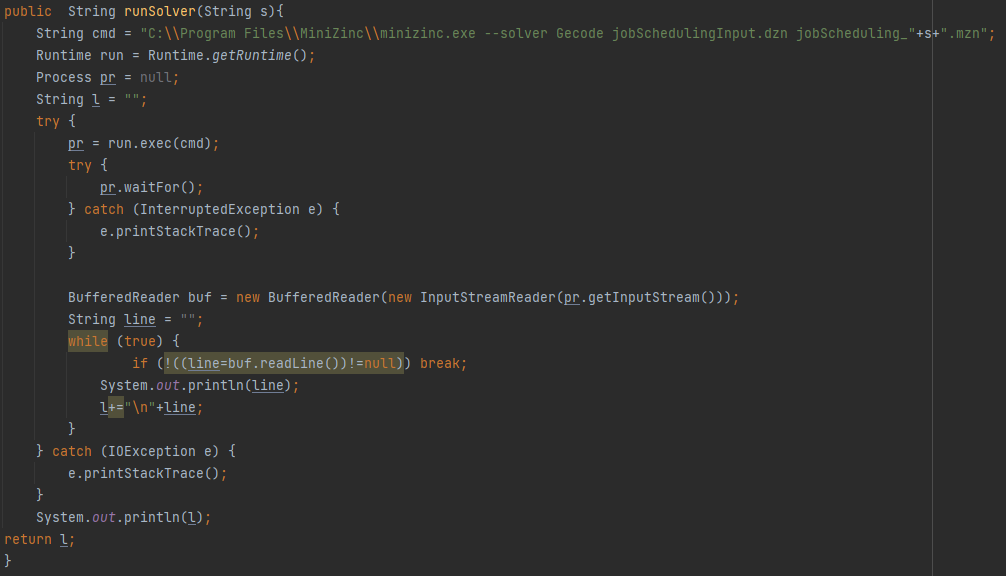 public  String runSolver(String s){
    String cmd = "C:\\Program Files\\MiniZinc\\minizinc.exe --solver Gecode jobSchedulingInput.dzn jobScheduling_"+s+".mzn";
    Runtime run = Runtime.getRuntime();
    Process pr = null;
    String l = "";
    try {
        pr = run.exec(cmd);
        try {
            pr.waitFor();
        } catch (InterruptedException e) {
            e.printStackTrace();
        }

        BufferedReader buf = new BufferedReader(new InputStreamReader(pr.getInputStream()));
        String line = "";
        while (true) {
                if (!((line=buf.readLine())!=null)) break;
            System.out.println(line);
            l+="\n"+line;
        }
    } catch (IOException e) {
        e.printStackTrace();
    }
    System.out.println(l);
return l;
}